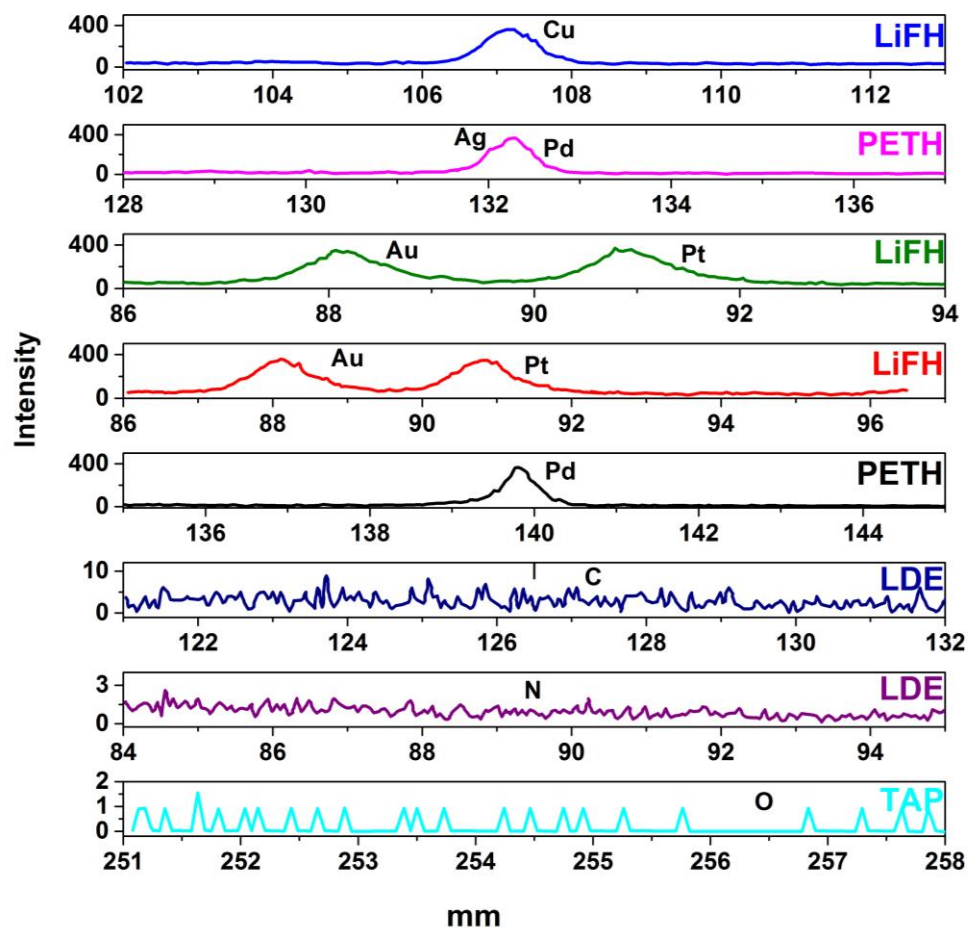 400
0
Cu
LiFH
102 104 106 108 110 112
400
0
Ag Pd
PETH
128 130 132 134 136
400
0
Au Pt
LiFH
86 88 90 92 94
400
0
Au Pt
LiFH
86 88 90 92 94 96
400
0
Pd
PETH
136 138 140 142 144
10
0
C
LDE
122 124 126 128 130 132
3
0
N
LDE
84 86 88 90 92 94
2
1
0
O
TAP
251 252 253 254 255 256 257 258
Intensity
mm